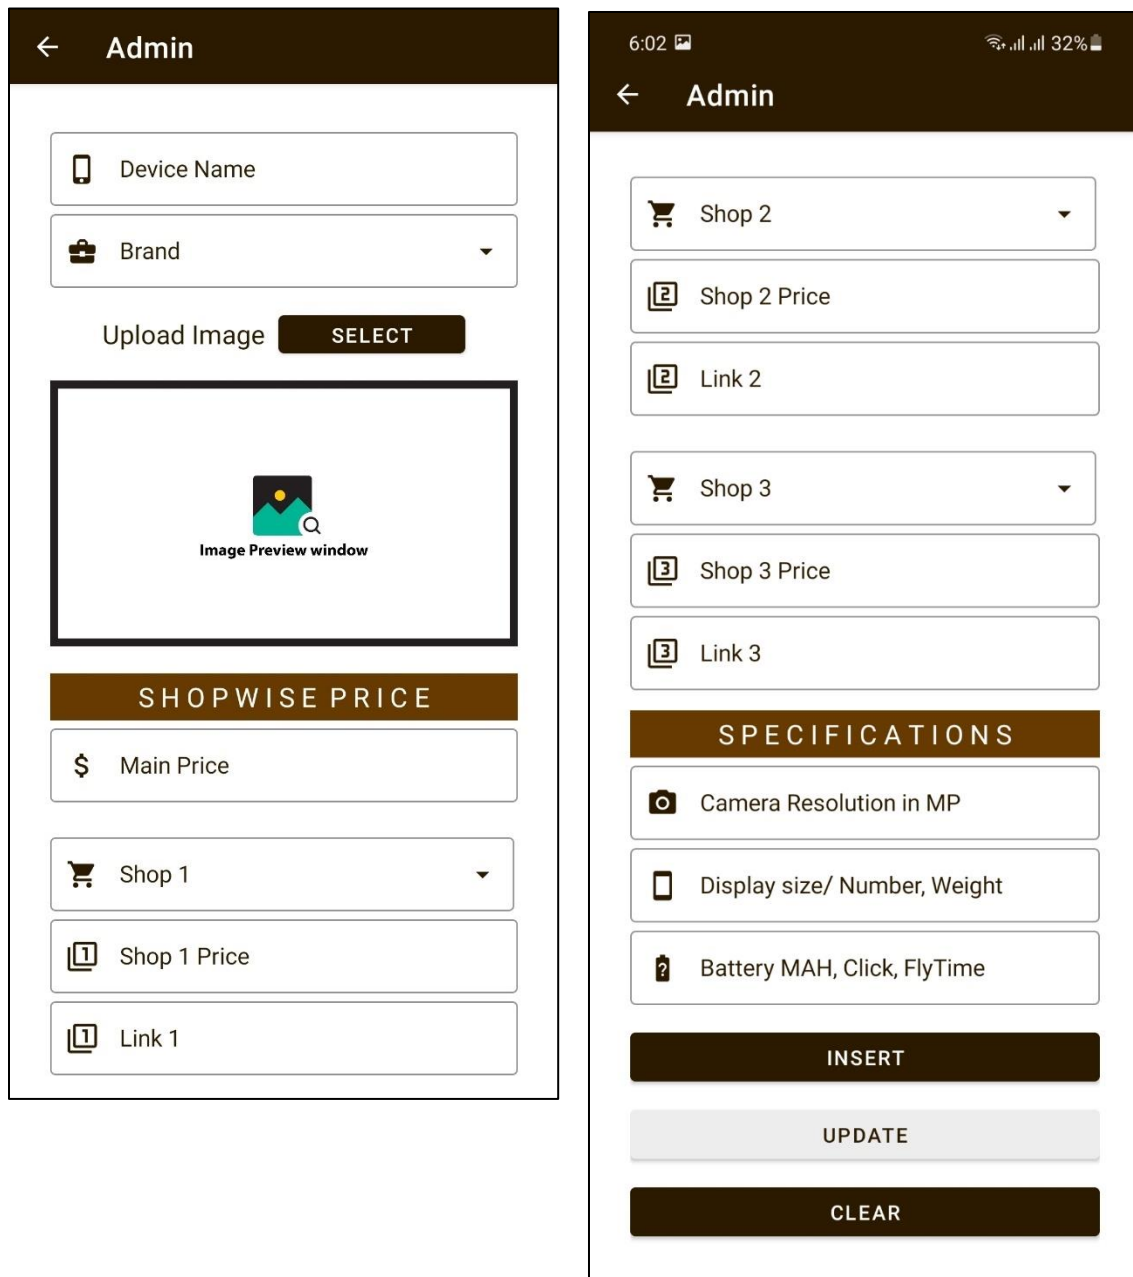 Admin
Device Name
Brand
Upload Image SELECT
Image Preview window
SHOPWISE PRICE
Main Price
Shop 1
Shop 1 Price
Link 1
6:02 32%
Admin
Shop 2
Shop 2 Price
Link 2
Shop 3
Shop 3 Price
Link 3
SPECIFICATIONS
Camera Resolution in MP
Display size/ Number, Weight
Battery MAH, Click, FlyTime
INSERT
UPDATE
CLEAR